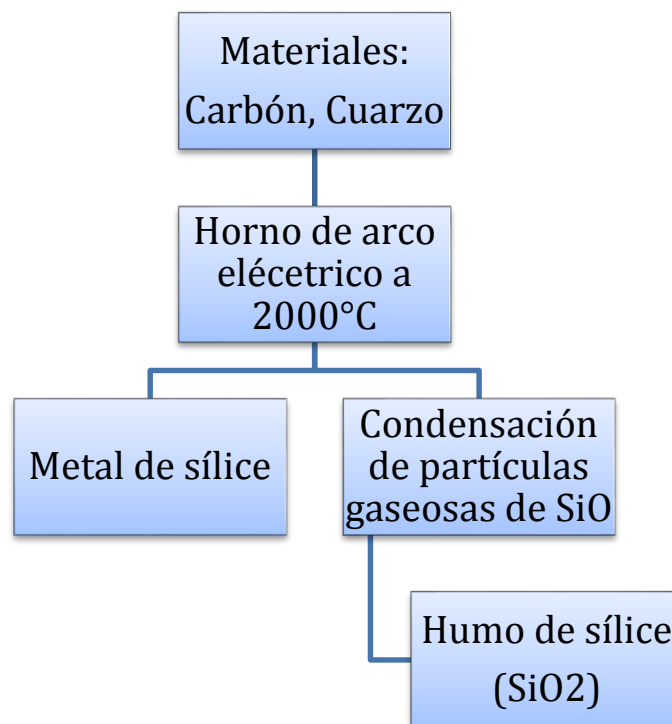 Materiales:
Carbón, Cuarzo
Horno de arco
elécetrico a
2000°C
Metal de sílice
Condensación
de partículas
gaseosas de SiO
Humo de sílice
(SiO2)